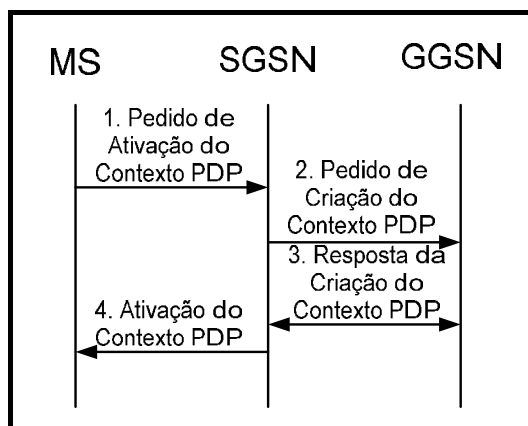 MS SGSN GGSN
1. Pedido de
Ativação do
Contexto PDP
2. Pedido de
Criação do
Contexto PDP
3. Resposta da
Criação do
Contexto PDP
4. Ativação do
Contexto PDP